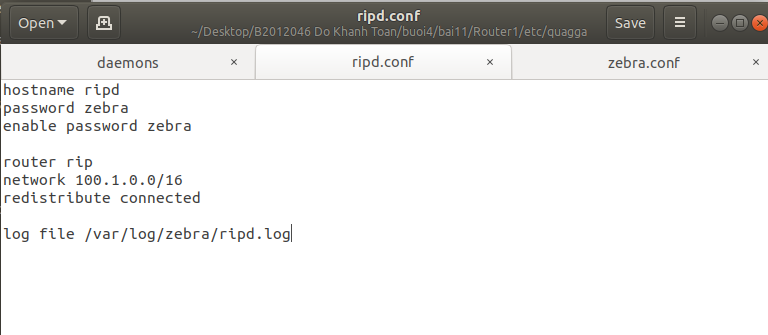 ripd.conf
Open
~/Desktop/B2012046 Do Khanh Toan/buoi4/bai11/Router1/etc/quagga
Save
daemons × ripd.conf × zebra.conf ×
hostname ripd
password zebra
enable password zebra
router rip
network 100.1.0.0/16
redistribute connected
log file /var/log/zebra/ripd.log